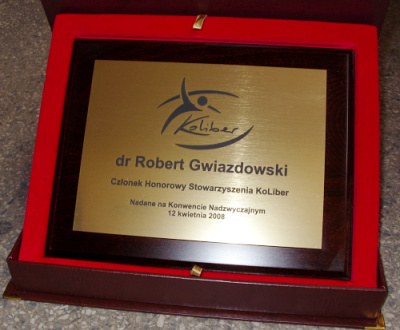 KoLiber
dr Robert Gwiazdowski
Członek Honorowy Stowarzyszenia KoLiber
Nadane na Konwencie Nadzwyczajnym
12 kwietnia 2008